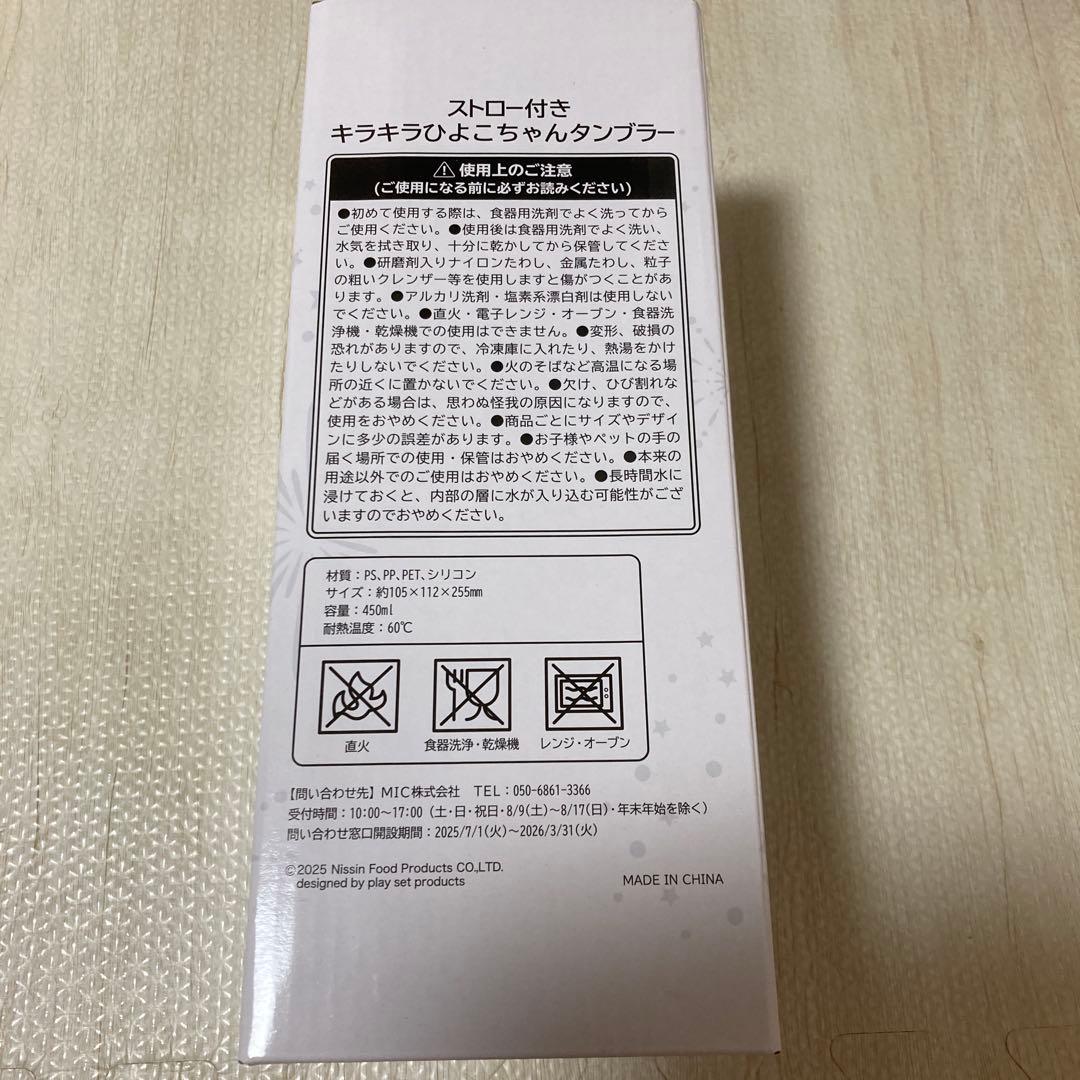 ストロー付き
キラキラひよこちゃんタンブラー
使用上のご注意
(ご使用になる前に必ずお読みください)
●初めて使用する際は、食器用洗剤でよく洗ってから
ご使用ください。●使用後は食器用洗剤でよく洗い、
水気を拭き取り、十分に乾かしてから保管してくださ
い。●研磨剤入りナイロンたわし、金属たわし、粒子
の粗いクレンザー等を使用しますと傷がつくことがあ
ります。●アルカリ洗剤・塩素系漂白剤は使用しない
でください。●直火・電子レンジ・オーブン・食器洗
浄機・乾燥機での使用はできません。●変形、破損の
恐れがありますので、冷凍庫に入れたり、熱湯をかけ
たりしないでください。●火のそばなど高温になる場
所の近くに置かないでください。●欠け、ひび割れな
どがある場合は、思わぬ怪我の原因になりますので、
使用をおやめください。●商品ごとにサイズやデザイ
ンに多少の誤差があります。●お子様やペットの手の
届く場所での使用・保管はおやめください。●本来の
用途以外でのご使用はおやめください。●長時間水に
浸けておくと、内部の層に水が入り込む可能性がござ
いますのでおやめください。
材質：PS、PP、PET、シリコン
サイズ：約105×112×255mm
容量：450ml
耐熱温度：60℃
直火 食器洗浄・乾燥機 レンジ・オーブン
【問い合わせ先】MIC株式会社 TEL：050-6861-3366
受付時間：10:00～17:00（土・日・祝日・8/9(土)～8/17(日)・年末年始を除く）
問い合わせ窓口開設期間：2025/7/1(火)～2026/3/31(火)
©2025 Nissin Food Products CO.,LTD.
designed by play set products
MADE IN CHINA